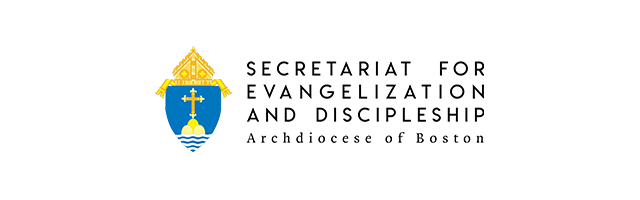 SECRETARIAT FOR
EVANGELIZATION
AND DISCIPLESHIP
Archdiocese of Boston